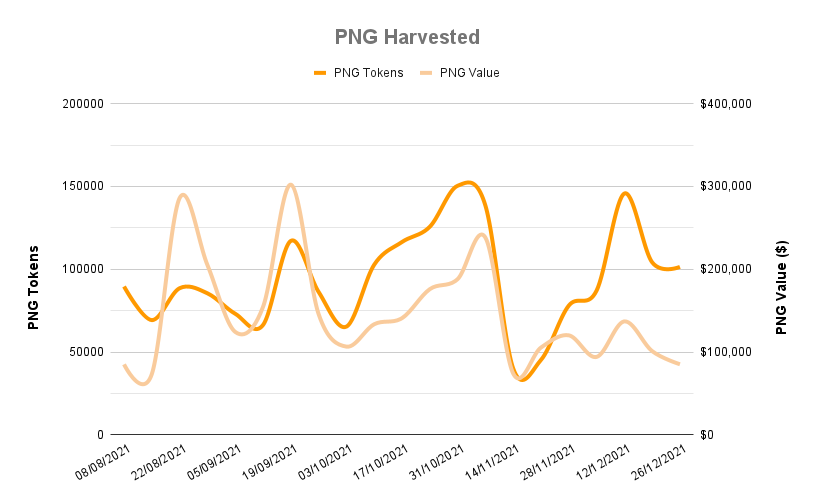 PNG Harvested
PNG Tokens PNG Value
200000 $400,000
150000 $300,000
100000 $200,000
50000 $100,000
0 $0
PNG Tokens
PNG Value ($)
08/08/2021 22/08/2021 05/09/2021 19/09/2021 03/10/2021 17/10/2021 31/10/2021 14/11/2021 28/11/2021 12/12/2021 26/12/2021